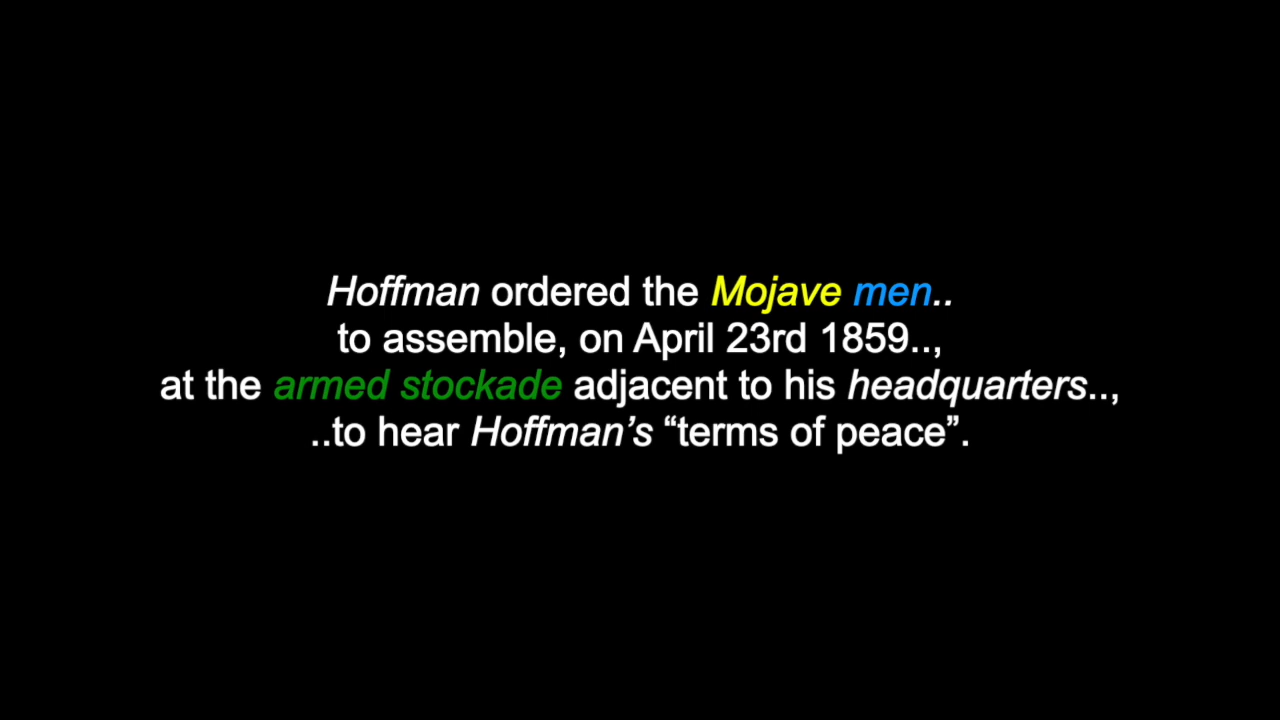 Hoffman ordered the Mojave men..
to assemble, on April 23rd 1859..,
at the armed stockade adjacent to his headquarters..,
..to hear Hoffman’s “terms of peace”.